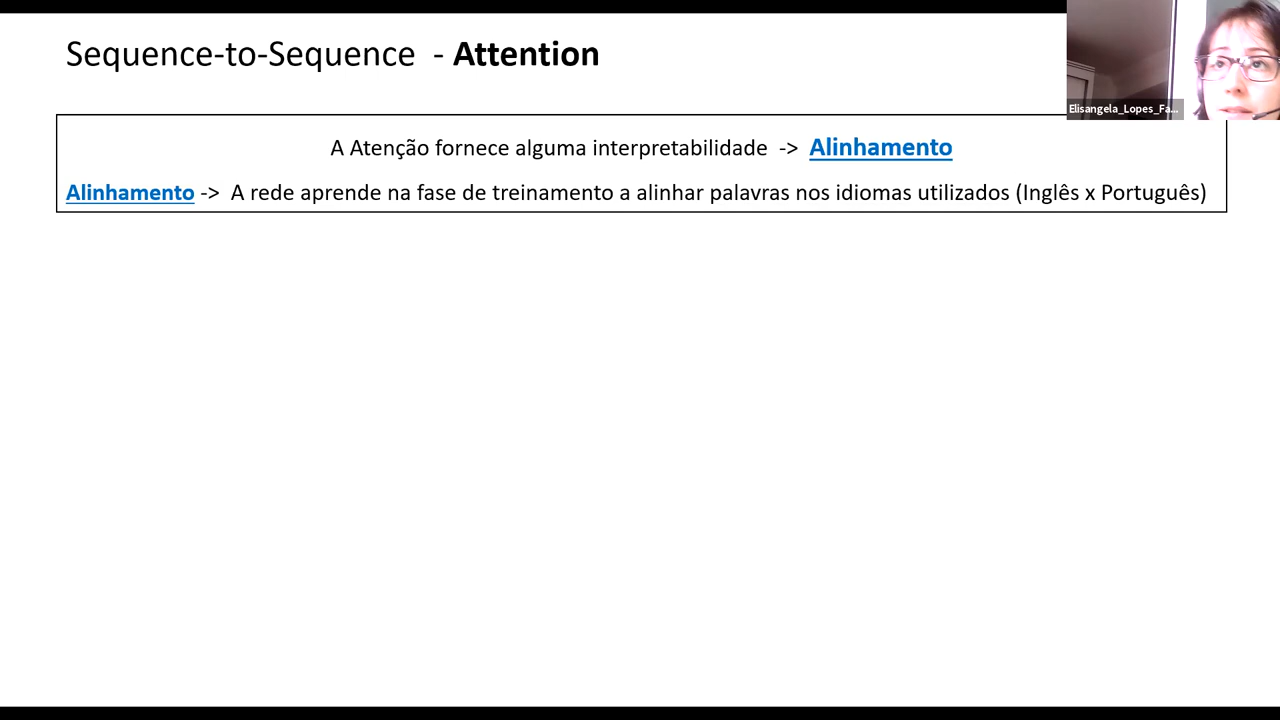 Sequence-to-Sequence - Attention
Elisangela_Lopes_Fa...
A Atenção fornece alguma interpretabilidade -> Alinhamento
Alinhamento -> A rede aprende na fase de treinamento a alinhar palavras nos idiomas utilizados (Inglês x Português)